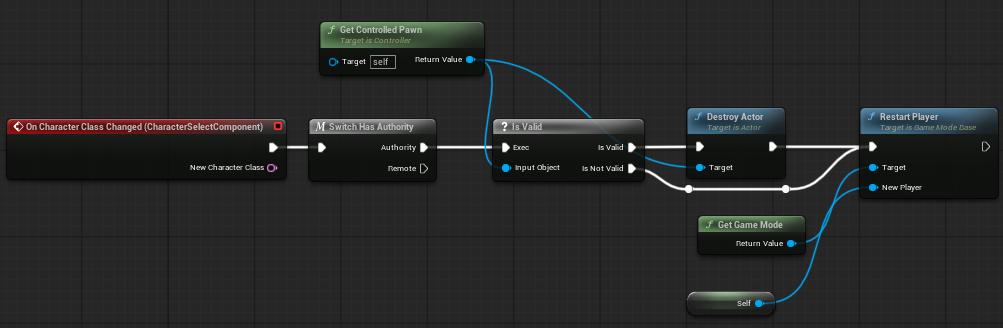 f Get Controlled Pawn
Target is Controller
Target self Return Value
On Character Class Changed (CharacterSelectComponent)
New Character Class
M Switch Has Authority
Authority
Remote
? Is Valid
Exec Is Valid
Input Object Is Not Valid
f Destroy Actor
Target is Actor
Target
f Restart Player
Target is Game Mode Base
Target
New Player
f Get Game Mode
Return Value
Self